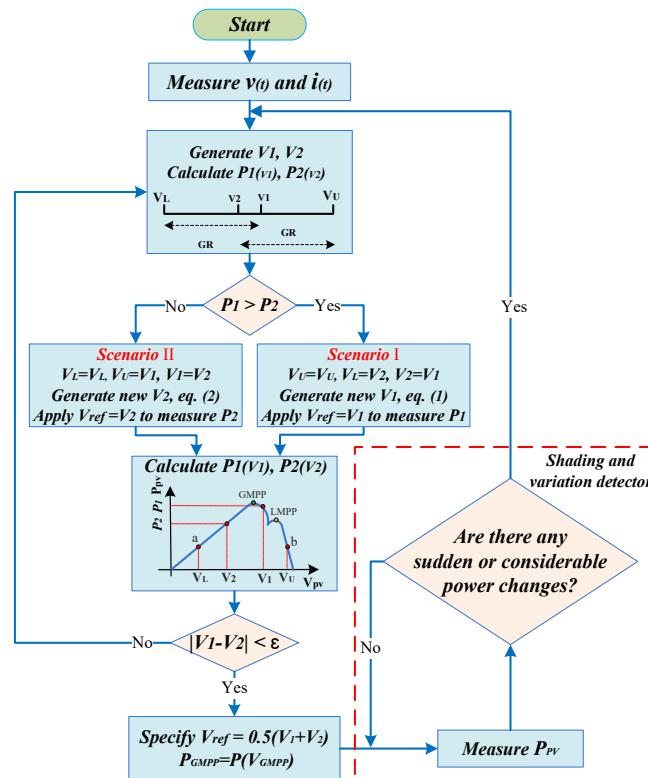 Start
Measure v(t) and i(t)
Generate V1, V2
Calculate P1(V1), P2(V2)
VL V2 V1 VU
GR
GR
P1 > P2
No
Yes
Scenario II
VL=VL, VU=V1, V1=V2
Generate new V2, eq. (2)
Apply Vref=V2 to measure P2
Scenario I
VU=VU, VL=V2, V2=V1
Generate new V1, eq. (1)
Apply Vref=V1 to measure P1
Calculate P1(V1), P2(V2)
P2 P1 Ppv
GMPP
LMPP
a
b
VL V2 V1 VU Vpv
|V1-V2| < ε
No
Yes
Specify Vref = 0.5(V1+V2)
PGMPP=P(VGMPP)
Shading and
variation detector
Are there any
sudden or considerable
power changes?
Yes
No
Measure PPV